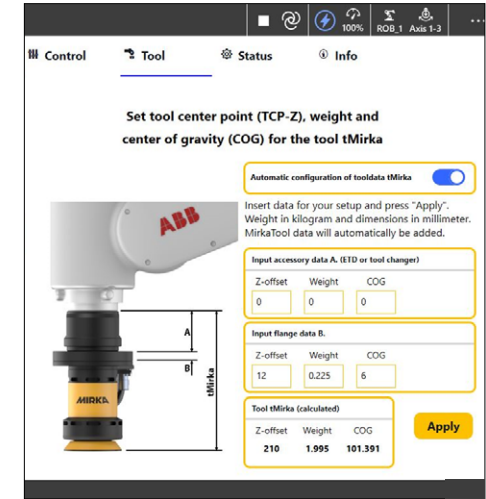 100%
ROB_1
Axis 1-3
...
Control
Tool
Status
Info
Set tool center point (TCP-Z), weight and
center of gravity (COG) for the tool tMirka
Automatic configuration of tooldata tMirka
Insert data for your setup and press "Apply".
Weight in kilogram and dimensions in millimeter.
MirkaTool data will automatically be added.
ABB
A
B
tMirka
MIRKA
Input accessory data A. (ETD or tool changer)
Z-offset Weight COG
0 0 0
Input flange data B.
Z-offset Weight COG
12 0.225 6
Tool tMirka (calculated)
Z-offset Weight COG
210 1.995 101.391
Apply